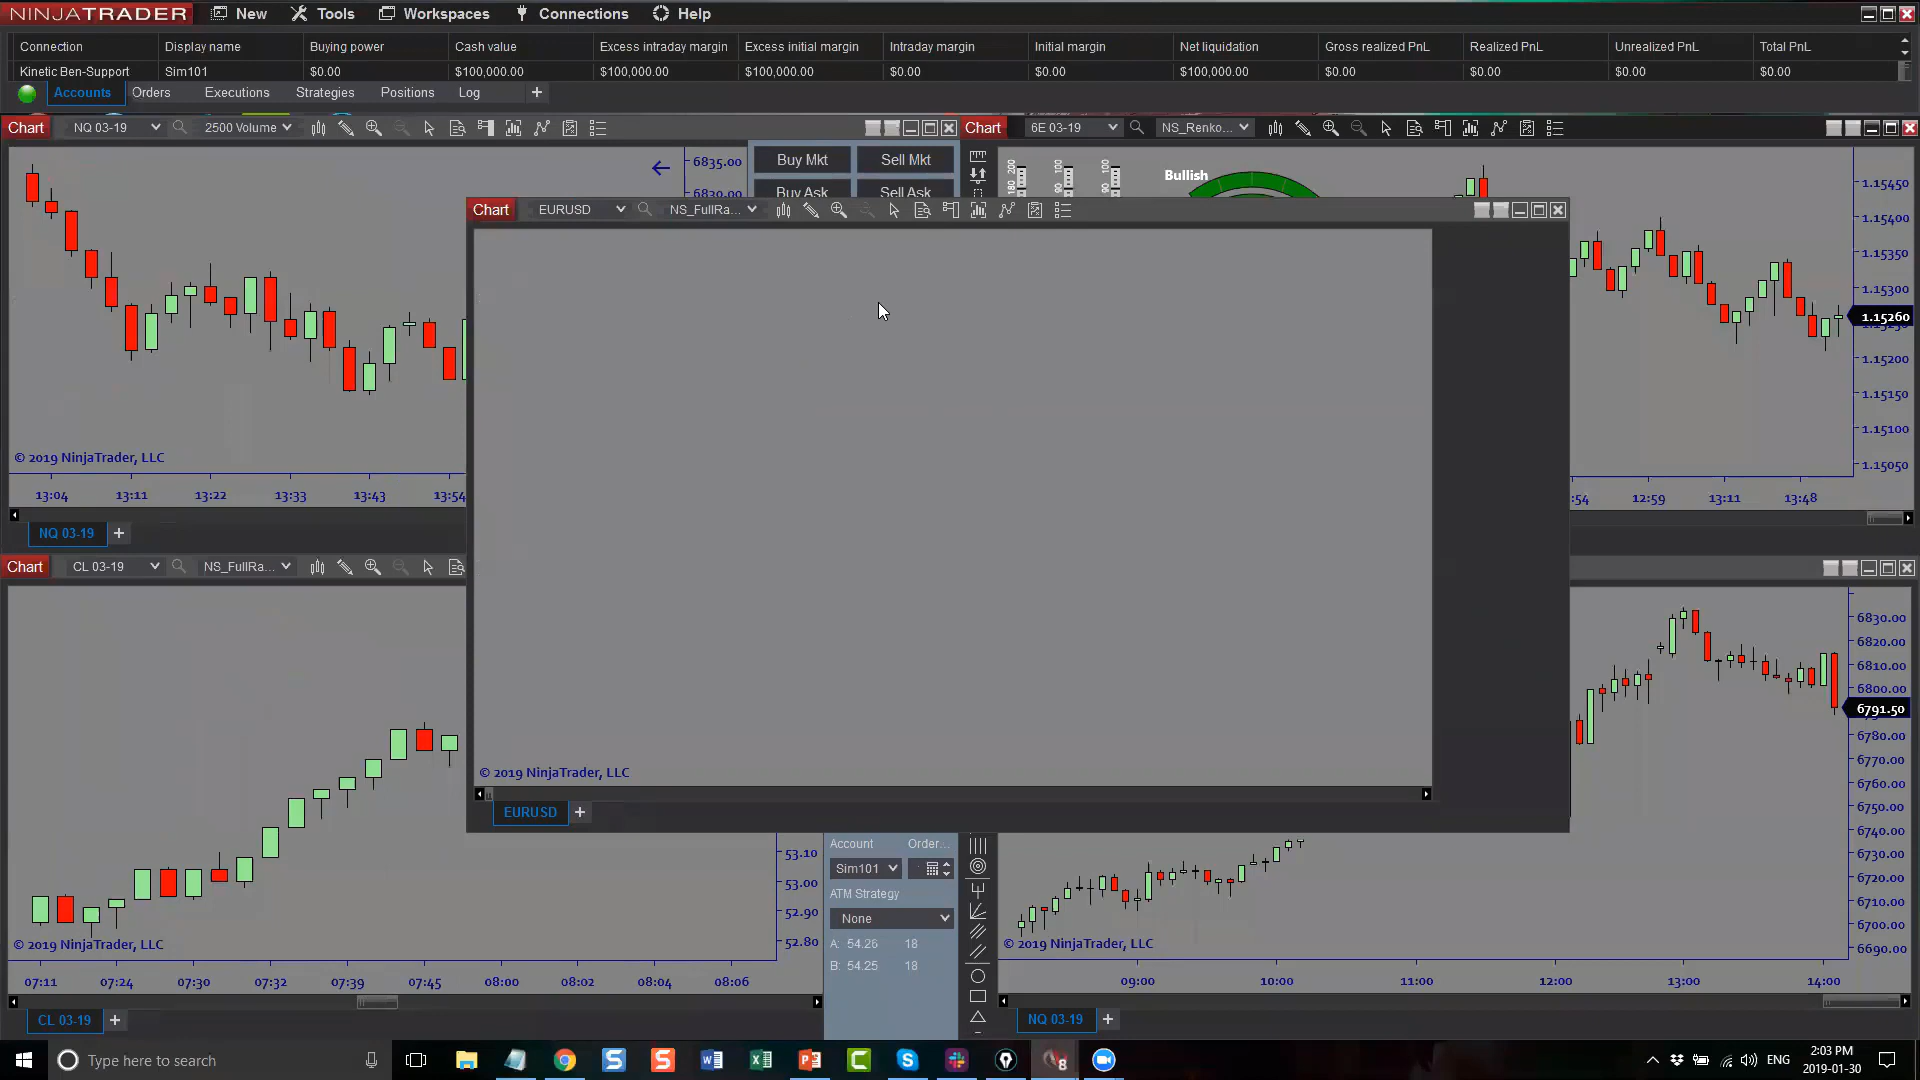 NINJATRADER New Tools Workspaces Connections Help
Connection Display name Buying power Cash value Excess intraday margin Excess initial margin Intraday margin Initial margin Net liquidation Gross realized PnL Realized PnL Unrealized PnL Total PnL
Kinetic Ben-Support Sim101 $0.00 $100,000.00 $100,000.00 $100,000.00 $0.00 $0.00 $100,000.00 $0.00 $0.00 $0.00 $0.00
Accounts Orders Executions Strategies Positions Log +
Chart NQ 03-19 2500 Volume
6835.00
6830.00
Buy Mkt Sell Mkt
Buy Ask Sell Ask
© 2019 NinjaTrader, LLC
13:04 13:11 13:22 13:33 13:43 13:54
NQ 03-19 +
Chart 6E 03-19 NS_Renko...
200 100 100
180 90 90
Bullish
1.15450
1.15400
1.15350
1.15300
1.15260
1.15200
1.15150
1.15100
1.15050
:54 12:59 13:11 13:48
Chart EURUSD NS_FullRa...
© 2019 NinjaTrader, LLC
EURUSD +
Chart CL 03-19 NS_FullRa...
53.10
53.00
52.90
52.80
© 2019 NinjaTrader, LLC
07:11 07:24 07:30 07:32 07:39 07:45 08:00 08:02 08:04 08:06
CL 03-19 +
Account Order...
Sim101
ATM Strategy
None
A: 54.26 18
B: 54.25 18
6830.00
6820.00
6810.00
6800.00
6791.50
6780.00
6770.00
6760.00
6750.00
6740.00
6730.00
6720.00
6710.00
6700.00
6690.00
© 2019 NinjaTrader, LLC
09:00 10:00 11:00 12:00 13:00 14:00
NQ 03-19 +
Type here to search
ENG
2:03 PM
2019-01-30